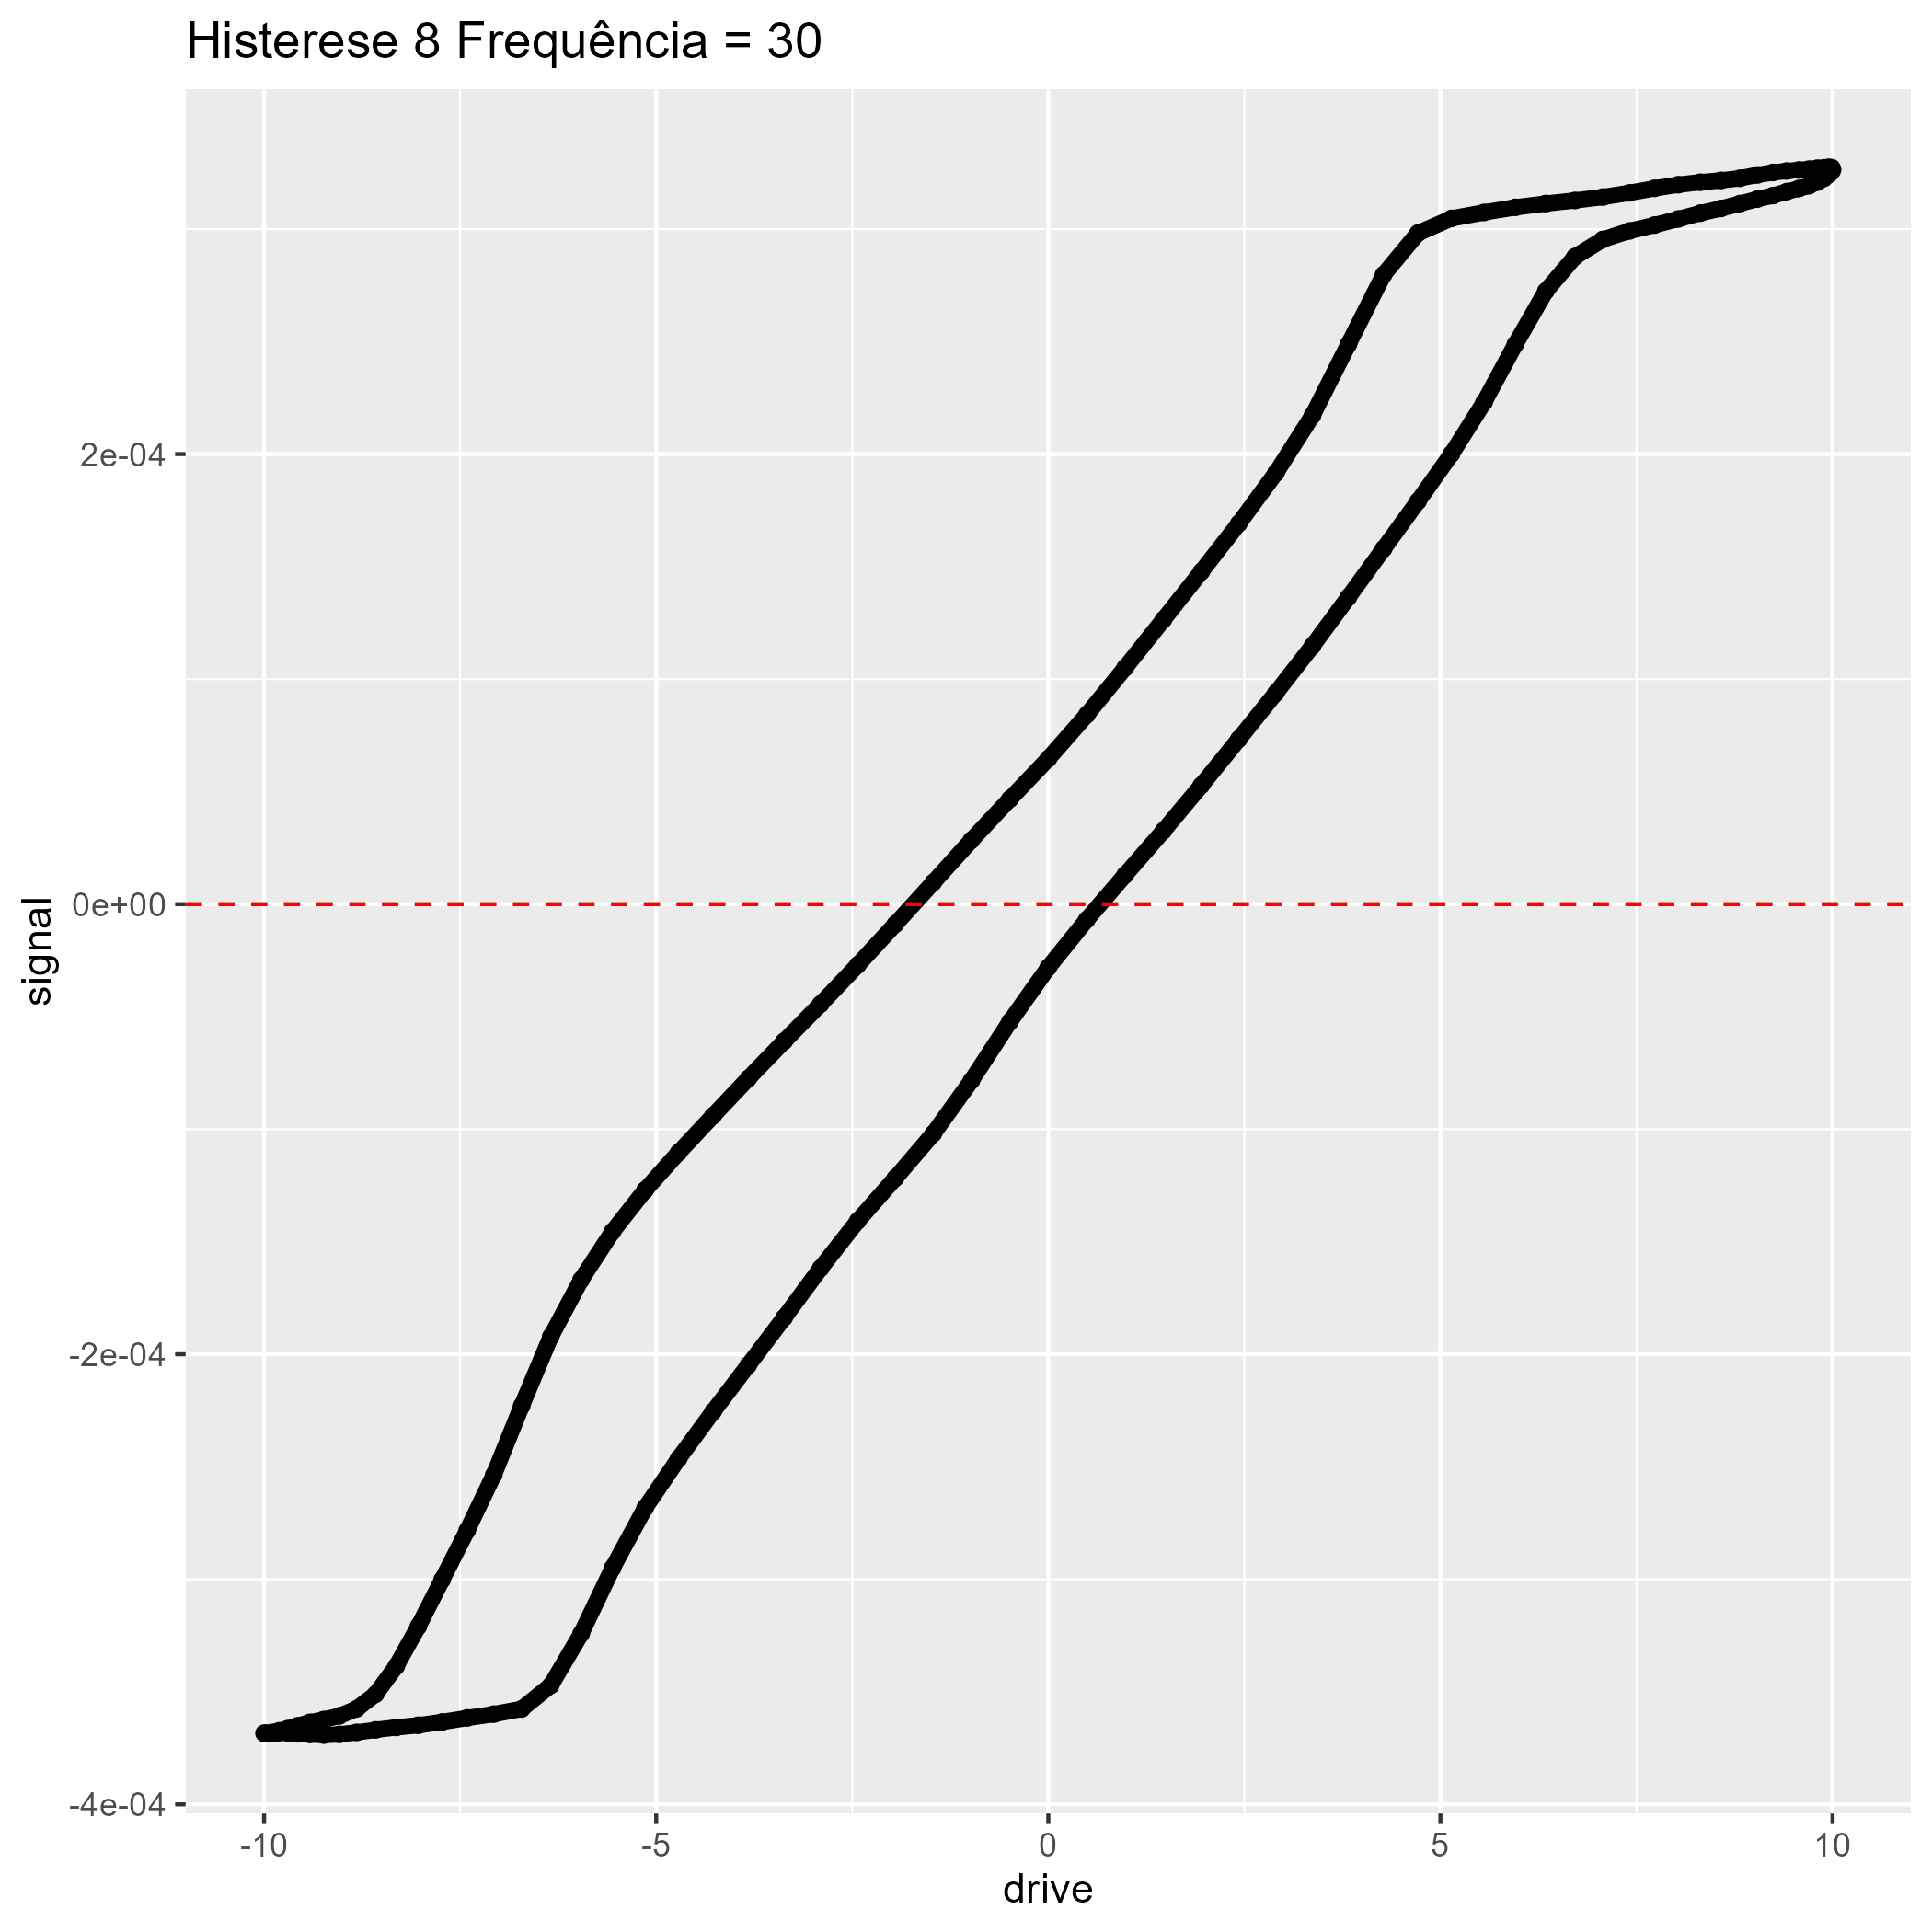 Histerese 8 Frequência = 30
signal
2e-04
0e+00
-2e-04
-4e-04
-10 -5 0 5 10
drive